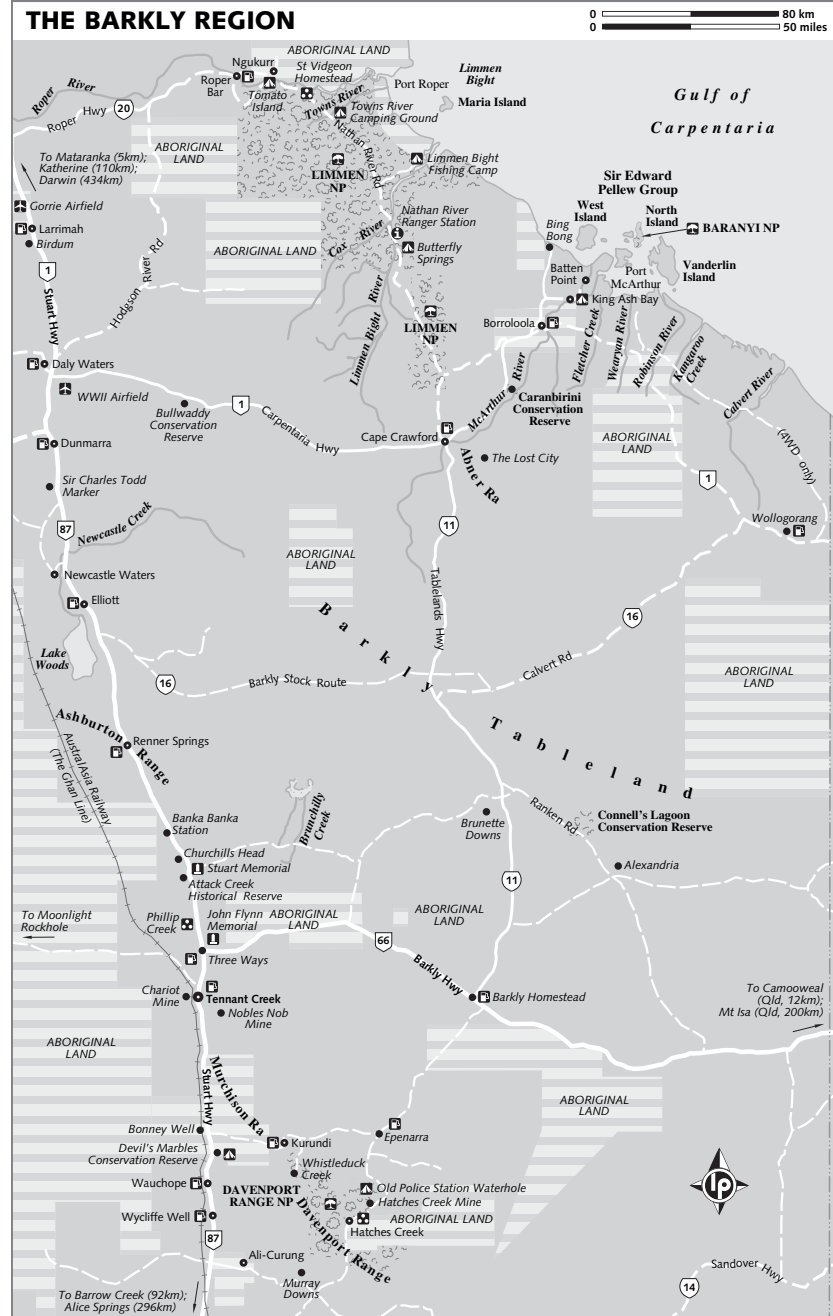 THE BARKLY REGION
0 80 km
0 50 miles
ABORIGINAL LAND
Ngukurr
St Vidgeon
Homestead
Limmen
Bight
Roper
River
Roper
Bar
Port Roper
Tomato
Island
Towns River
Maria Island
Gulf of
Carpentaria
Roper Hwy
20
Towns River
Camping Ground
Nathan River Rd
ABORIGINAL
LAND
To Mataranka (5km);
Katherine (110km);
Darwin (434km)
LIMMEN
NP
Limmen Bight
Fishing Camp
Sir Edward
Pellew Group
West
Island
North
Island
BARANYI NP
Gorrie Airfield
Larrimah
Birdum
Nathan River
Ranger Station
Cox River
Butterfly
Springs
Bing
Bong
ABORIGINAL LAND
Batten
Point
Port
McArthur
Vanderlin
Island
1
Stuart Hwy
Hodgson River Rd
King Ash Bay
LIMMEN
NP
Borroloola
Limmen Bight River
Fletcher Creek
Wearyan River
Robinson River
Kangaroo
Creek
Calvert River
Daly Waters
WWII Airfield
Bullwaddy
Conservation
Reserve
1
Carpentaria Hwy
McArthur River
Caranbirini
Conservation
Reserve
Cape Crawford
Dunmarra
Abner Ra
The Lost City
ABORIGINAL
LAND
(4WD only)
1
Sir Charles Todd
Marker
Newcastle Creek
87
11
Wollogorang
ABORIGINAL
LAND
Newcastle Waters
Elliott
Tablelands Hwy
16
Lake
Woods
Barkly
Tableland
Calvert Rd
16
Barkly Stock Route
ABORIGINAL
LAND
Ashburton Range
Renner Springs
AustralAsia Railway
(The Ghan Line)
Banka Banka
Station
Brunchilly
Creek
Brunette
Downs
Ranken Rd
Connell's Lagoon
Conservation Reserve
Churchills Head
Stuart Memorial
Attack Creek
Historical Reserve
Alexandria
11
To Moonlight
Rockhole
Phillip
Creek
John Flynn
Memorial
ABORIGINAL
LAND
ABORIGINAL
LAND
66
Three Ways
Barkly Hwy
Chariot
Mine
Tennant Creek
Nobles Nob
Mine
Barkly Homestead
To Camooweal
(Qld, 12km);
Mt Isa (Qld, 200km)
ABORIGINAL
LAND
Stuart Hwy
Murchison Ra
ABORIGINAL
LAND
Bonney Well
Kurundi
Epenarra
Devil's Marbles
Conservation Reserve
Whistleduck
Creek
Wauchope
DAVENPORT
RANGE NP
Old Police Station Waterhole
Hatches Creek Mine
Wycliffe Well
ABORIGINAL LAND
Hatches Creek
Davenport Range
87
Ali-Curung
Murray
Downs
To Barrow Creek (92km);
Alice Springs (296km)
Sandover Hwy
14
lp